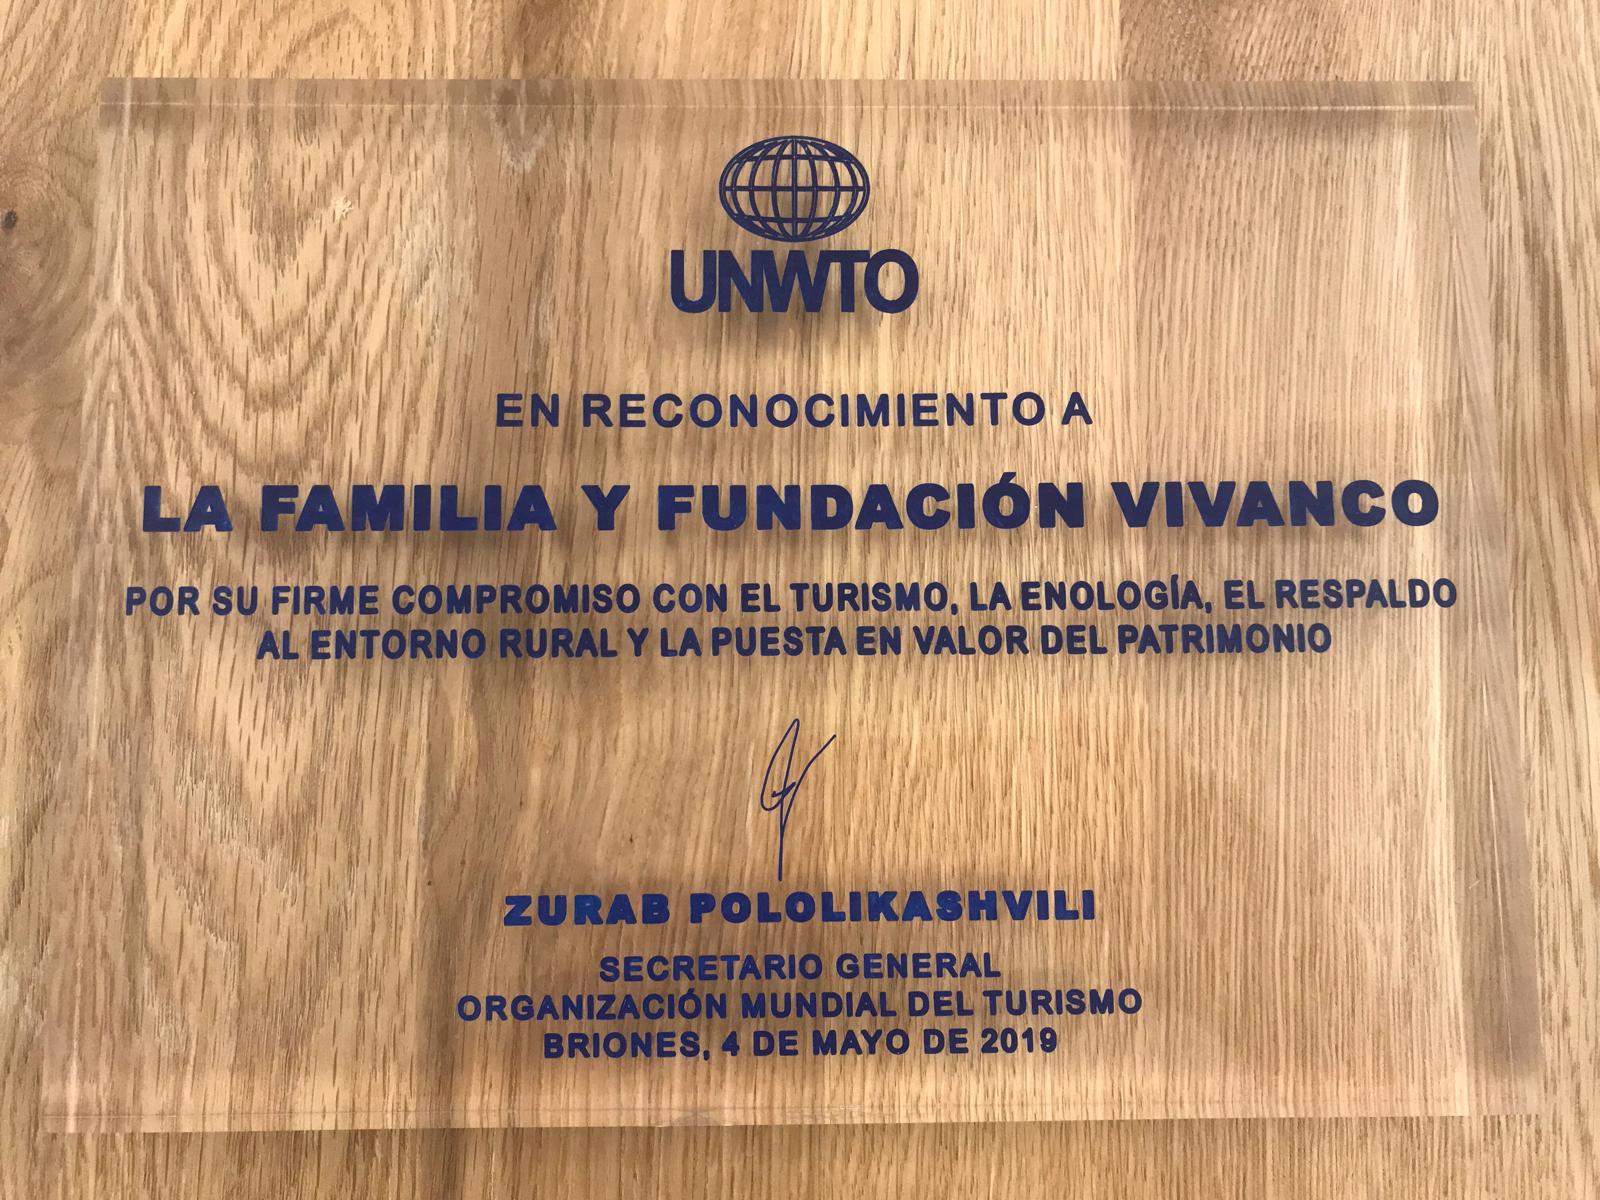 UNWTO
EN RECONOCIMIENTO A
LA FAMILIA Y FUNDACIÓN VIVANCO
POR SU FIRME COMPROMISO CON EL TURISMO, LA ENOLOGÍA, EL RESPALDO
AL ENTORNO RURAL Y LA PUESTA EN VALOR DEL PATRIMONIO
ZURAB POLOLIKASHVILI
SECRETARIO GENERAL
ORGANIZACIÓN MUNDIAL DEL TURISMO
BRIONES, 4 DE MAYO DE 2019